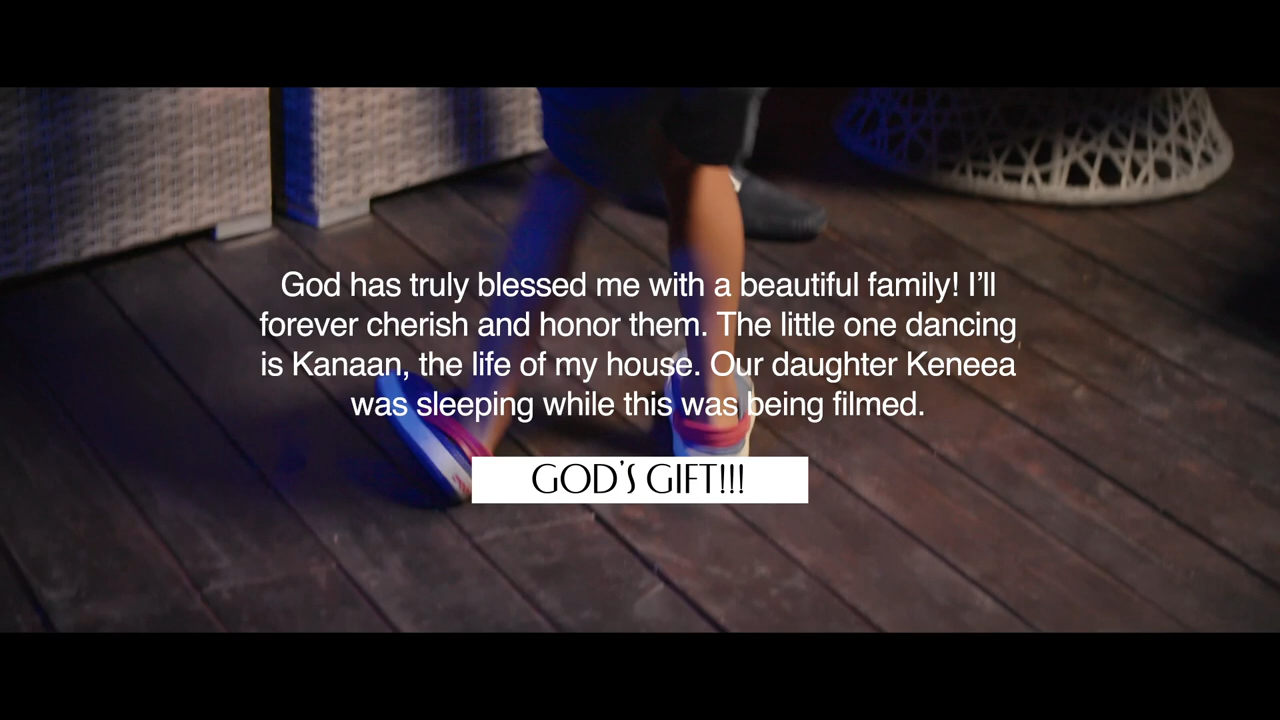 God has truly blessed me with a beautiful family! I'll
forever cherish and honor them. The little one dancing
is Kanaan, the life of my house. Our daughter Keneea
was sleeping while this was being filmed.
GOD'S GIFT!!!